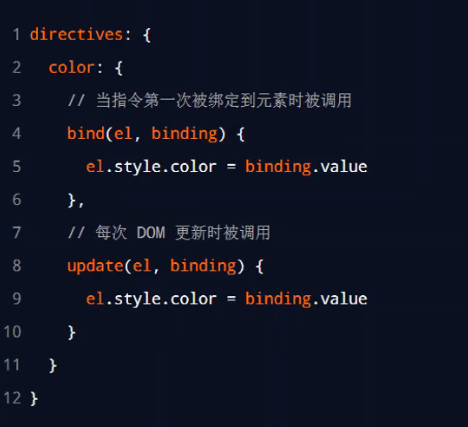 1 directives: {
2   color: {
3     // 当指令第一次被绑定到元素时被调用
4     bind(el, binding) {
5       el.style.color = binding.value
6     },
7     // 每次 DOM 更新时被调用
8     update(el, binding) {
9       el.style.color = binding.value
10     }
11   }
12 }